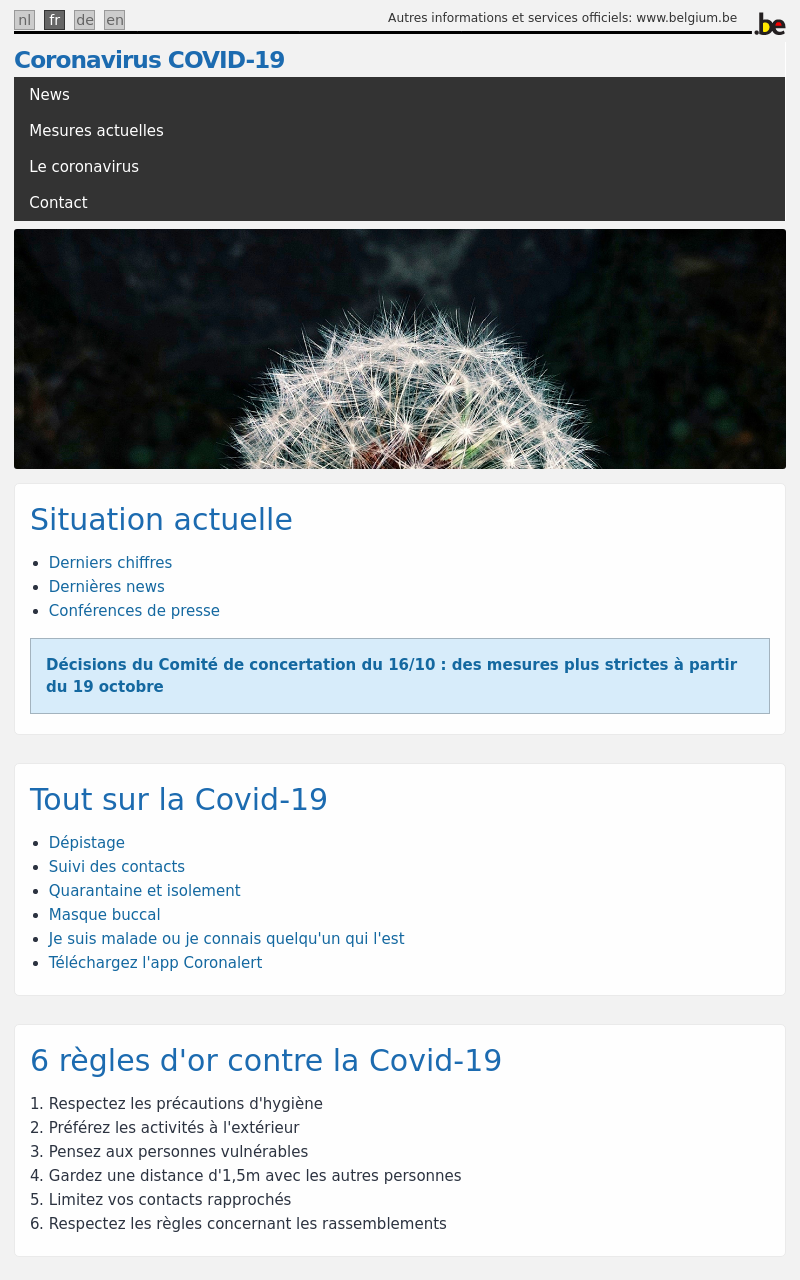 nl fr de en
Autres informations et services officiels: www.belgium.be
.be
Coronavirus COVID-19
News
Mesures actuelles
Le coronavirus
Contact
Situation actuelle
Derniers chiffres
Dernières news
Conférences de presse
Décisions du Comité de concertation du 16/10 : des mesures plus strictes à partir
du 19 octobre
Tout sur la Covid-19
Dépistage
Suivi des contacts
Quarantaine et isolement
Masque buccal
Je suis malade ou je connais quelqu'un qui l'est
Téléchargez l'app Coronalert
6 règles d'or contre la Covid-19
1. Respectez les précautions d'hygiène
2. Préférez les activités à l'extérieur
3. Pensez aux personnes vulnérables
4. Gardez une distance d'1,5m avec les autres personnes
5. Limitez vos contacts rapprochés
6. Respectez les règles concernant les rassemblements